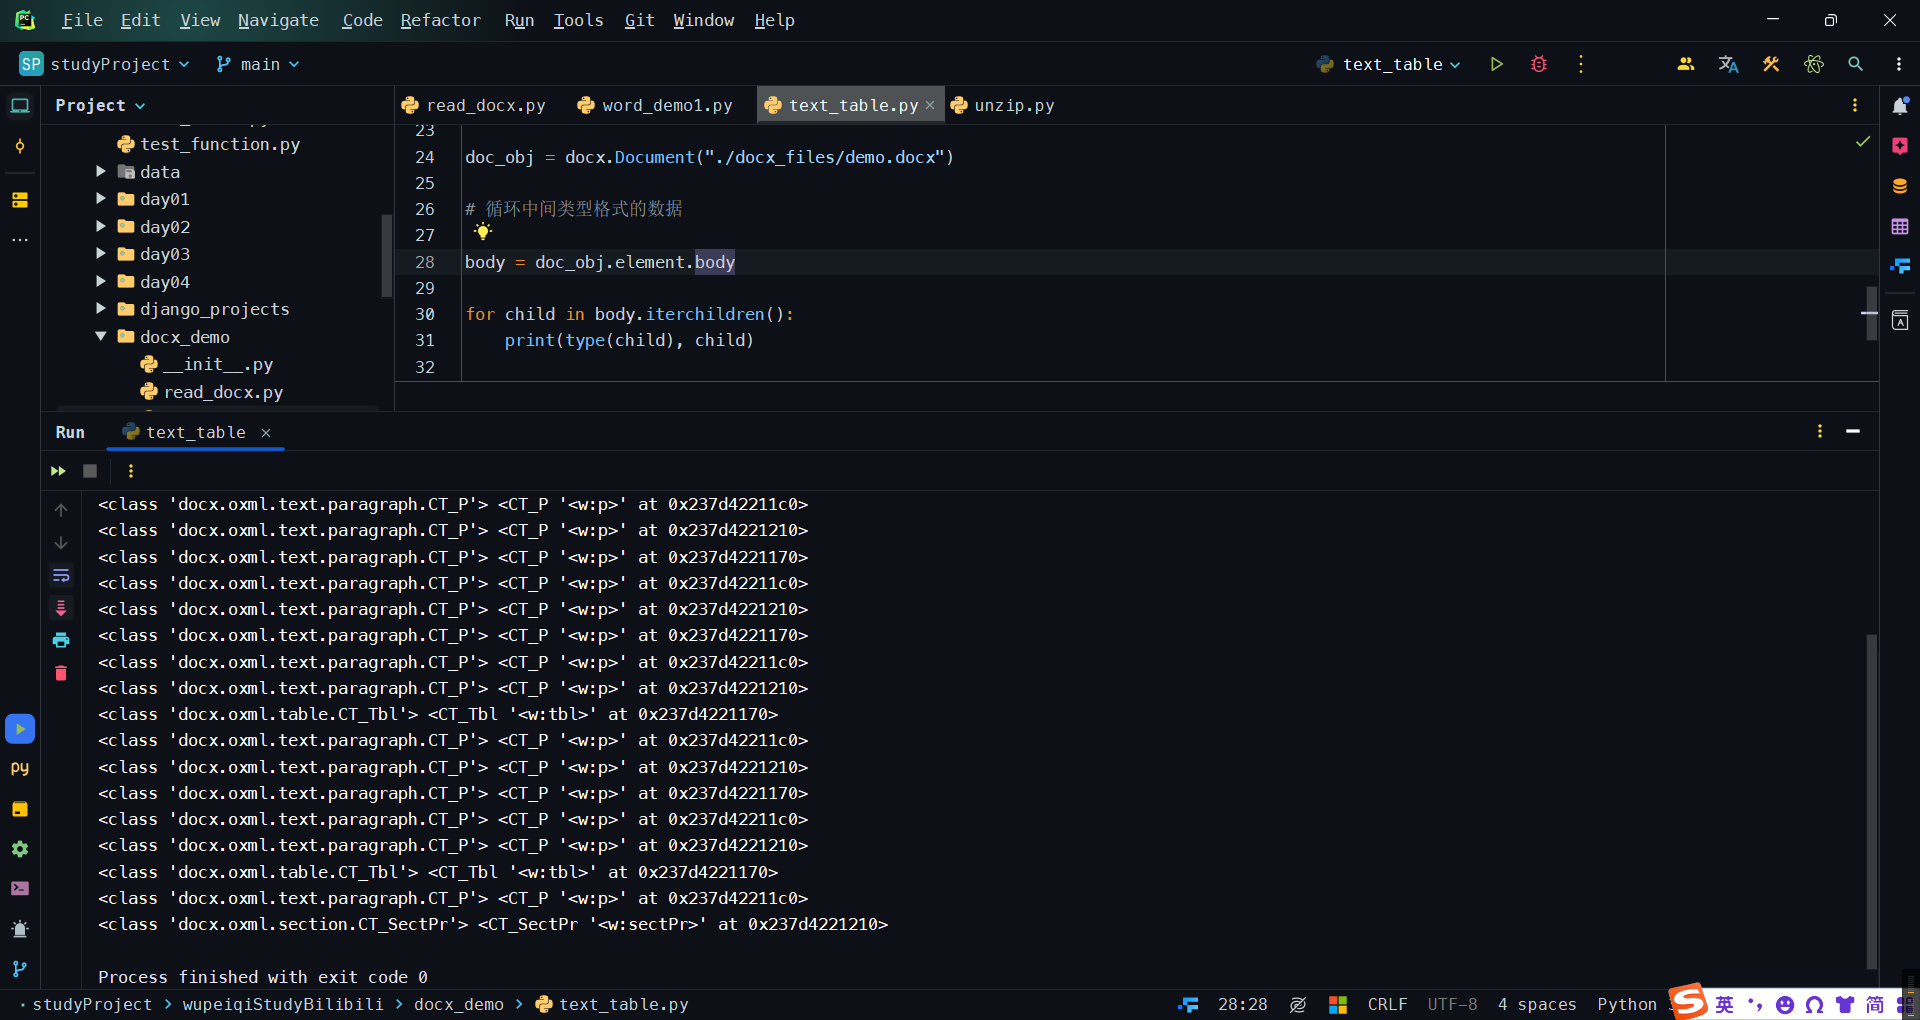 File Edit View Navigate Code Refactor Run Tools Git Window Help
SP studyProject main text_table
Project
read_docx.py word_demo1.py text_table.py unzip.py
test_function.py
data
day01
day02
day03
day04
django_projects
docx_demo
__init__.py
read_docx.py
23
24 doc_obj = docx.Document("./docx_files/demo.docx")
25
26 # 循环中间类型格式的数据
27
28 body = doc_obj.element.body
29
30 for child in body.iterchildren():
31 print(type(child), child)
32
Run text_table
<class 'docx.oxml.text.paragraph.CT_P'> <CT_P '<w:p>' at 0x237d42211c0>
<class 'docx.oxml.text.paragraph.CT_P'> <CT_P '<w:p>' at 0x237d4221210>
<class 'docx.oxml.text.paragraph.CT_P'> <CT_P '<w:p>' at 0x237d4221170>
<class 'docx.oxml.text.paragraph.CT_P'> <CT_P '<w:p>' at 0x237d42211c0>
<class 'docx.oxml.text.paragraph.CT_P'> <CT_P '<w:p>' at 0x237d4221210>
<class 'docx.oxml.text.paragraph.CT_P'> <CT_P '<w:p>' at 0x237d4221170>
<class 'docx.oxml.text.paragraph.CT_P'> <CT_P '<w:p>' at 0x237d42211c0>
<class 'docx.oxml.text.paragraph.CT_P'> <CT_P '<w:p>' at 0x237d4221210>
<class 'docx.oxml.table.CT_Tbl'> <CT_Tbl '<w:tbl>' at 0x237d4221170>
<class 'docx.oxml.text.paragraph.CT_P'> <CT_P '<w:p>' at 0x237d42211c0>
<class 'docx.oxml.text.paragraph.CT_P'> <CT_P '<w:p>' at 0x237d4221210>
<class 'docx.oxml.text.paragraph.CT_P'> <CT_P '<w:p>' at 0x237d4221170>
<class 'docx.oxml.text.paragraph.CT_P'> <CT_P '<w:p>' at 0x237d42211c0>
<class 'docx.oxml.text.paragraph.CT_P'> <CT_P '<w:p>' at 0x237d4221210>
<class 'docx.oxml.table.CT_Tbl'> <CT_Tbl '<w:tbl>' at 0x237d4221170>
<class 'docx.oxml.text.paragraph.CT_P'> <CT_P '<w:p>' at 0x237d42211c0>
<class 'docx.oxml.section.CT_SectPr'> <CT_SectPr '<w:sectPr>' at 0x237d4221210>
Process finished with exit code 0
studyProject > wupeiqiStudyBilibili > docx_demo > text_table.py 28:28 CRLF UTF-8 4 spaces Python 英 简